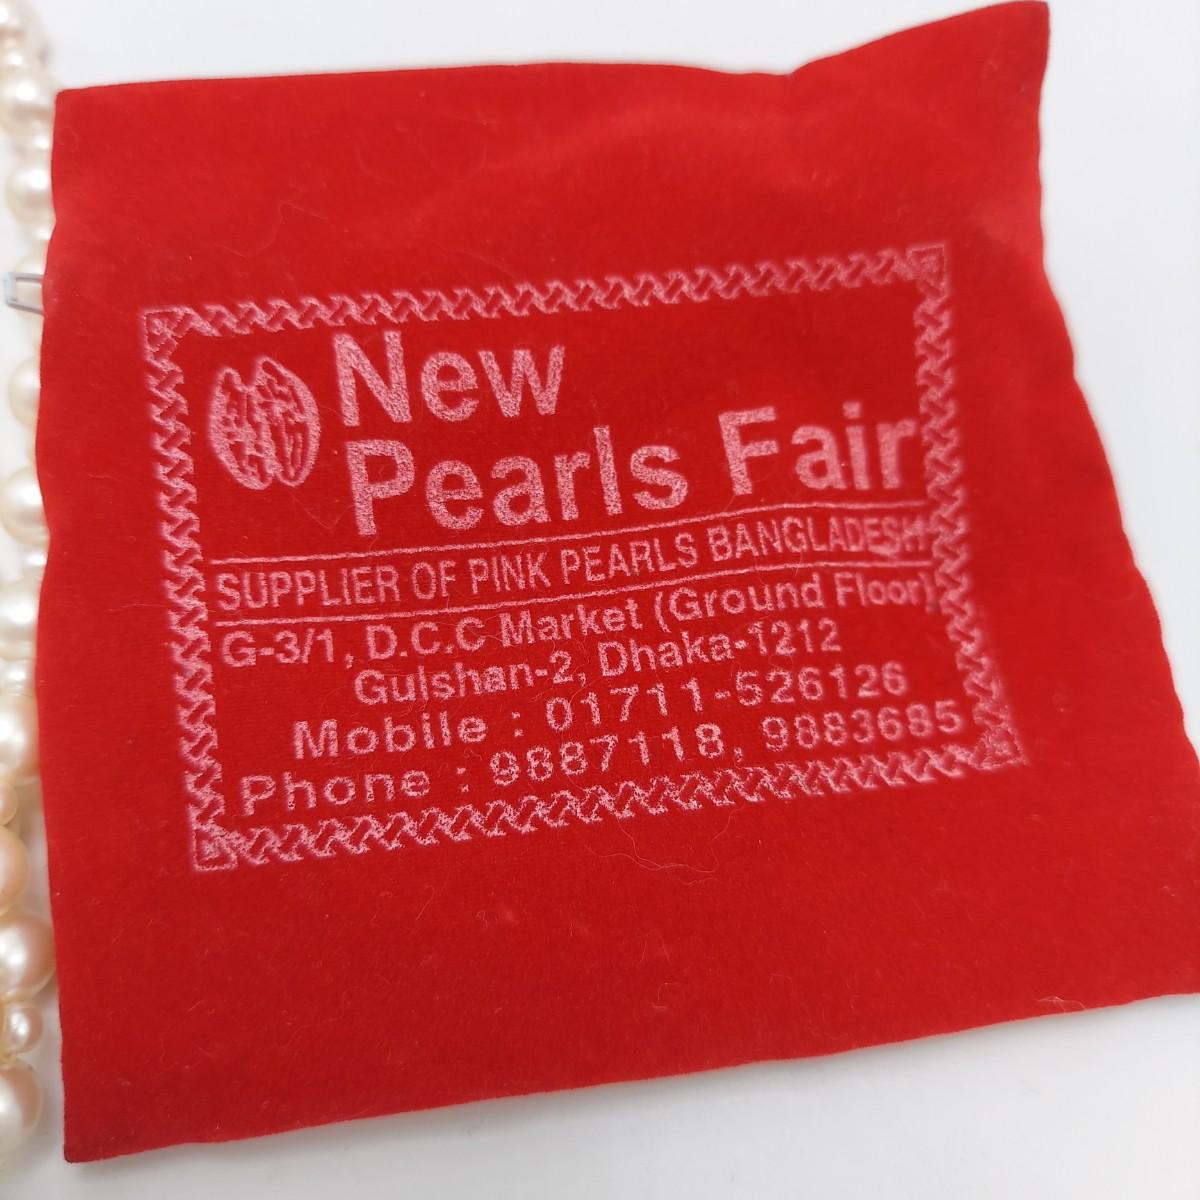 New
Pearls Fair
SUPPLIER OF PINK PEARLS BANGLADESH
G-3/1, D.C.C Market (Ground Floor)
Gulshan-2, Dhaka-1212
Mobile : 01711-526126
Phone : 9887118, 9883685